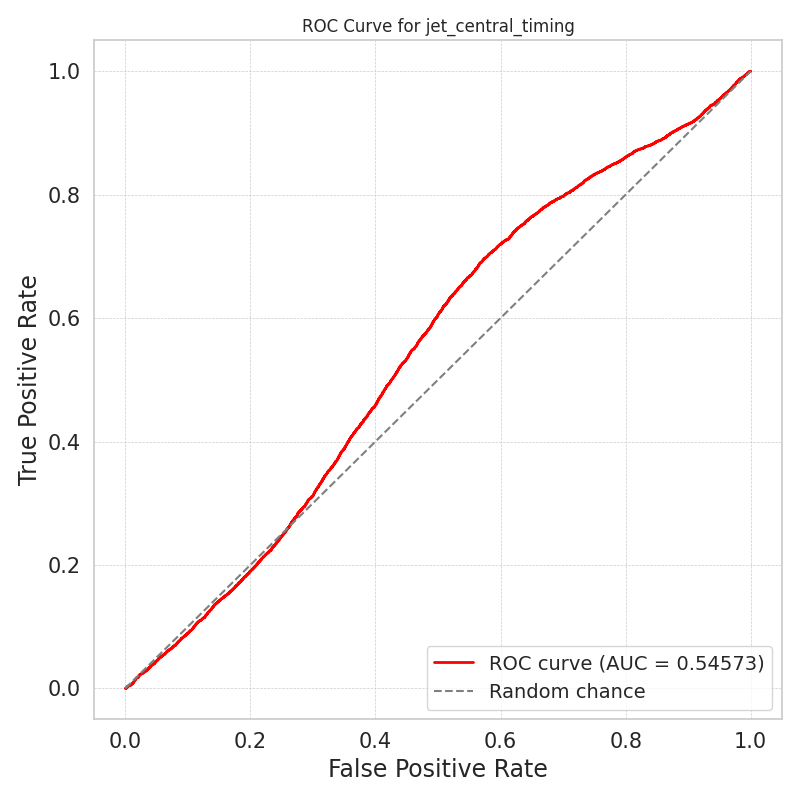 ROC Curve for jet_central_timing
1.0
0.8
0.6
0.4
0.2
0.0
True Positive Rate
ROC curve (AUC = 0.54573)
Random chance
0.0 0.2 0.4 0.6 0.8 1.0
False Positive Rate